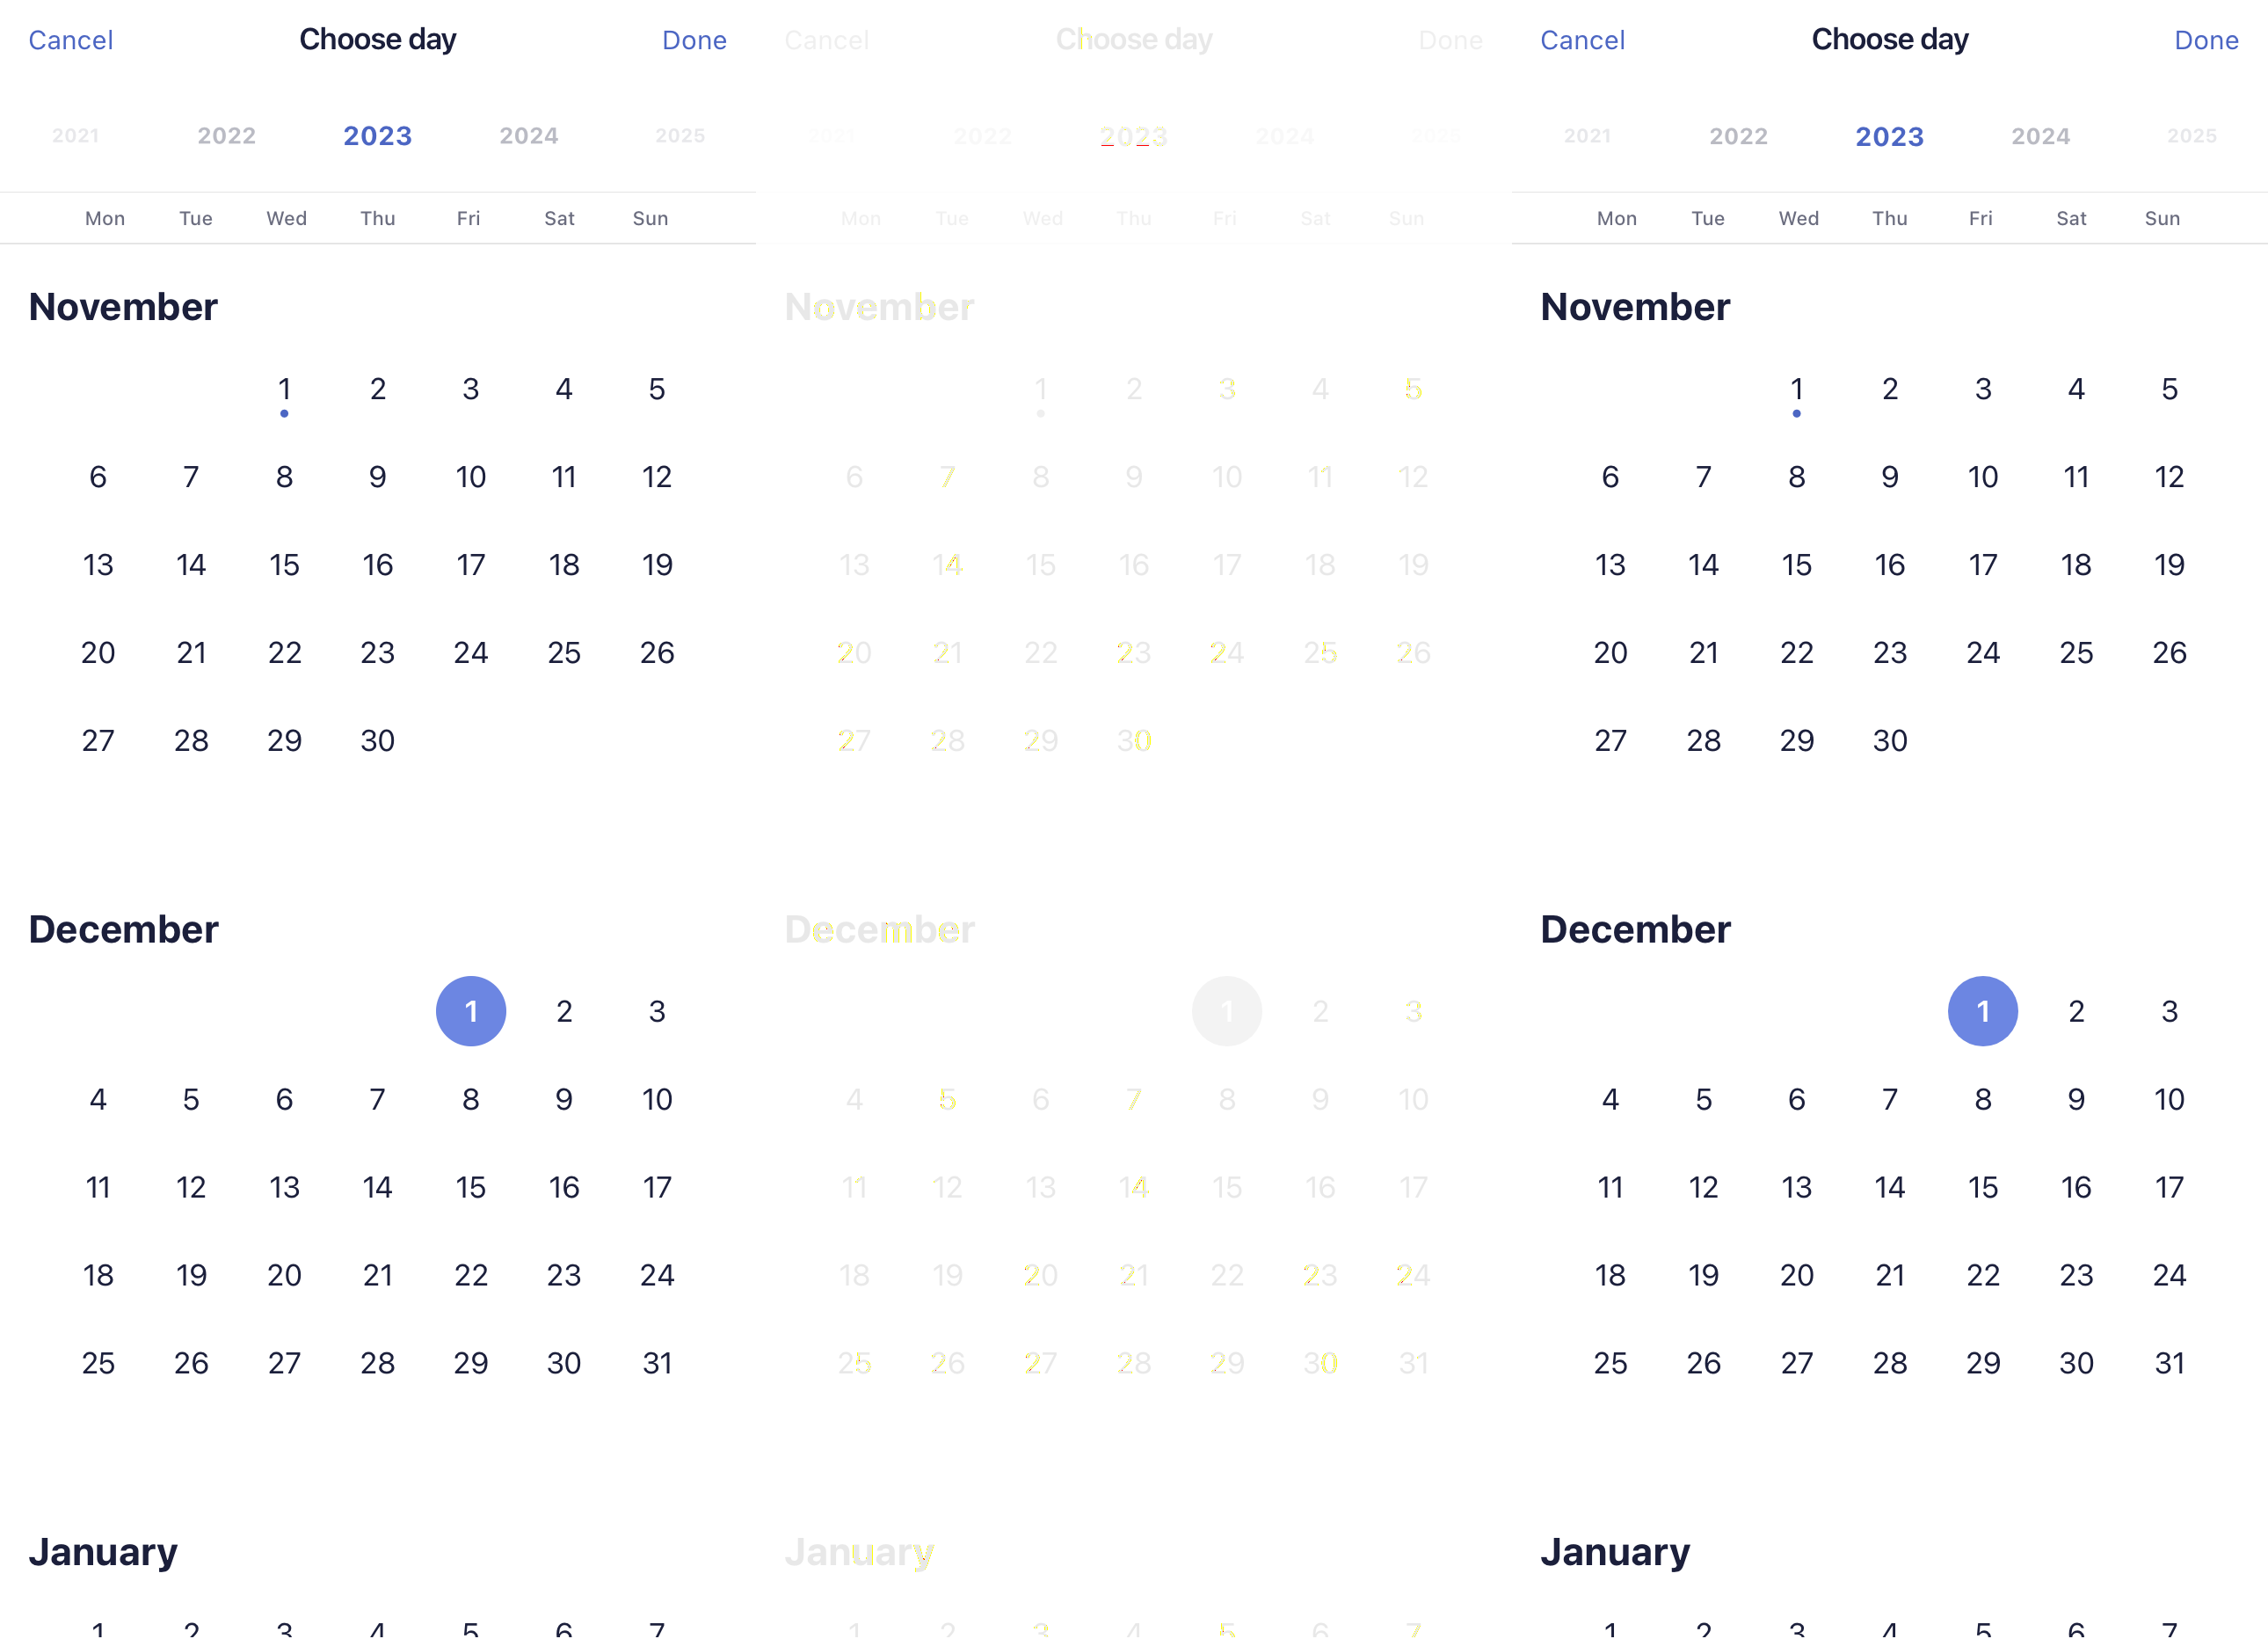 Cancel Choose day Done Cancel Choose day Done Cancel Choose day Done
2021 2022 2023 2024 2025 2021 2022 2023 2024 2025 2021 2022 2023 2024 2025
Mon Tue Wed Thu Fri Sat Sun Mon Tue Wed Thu Fri Sat Sun Mon Tue Wed Thu Fri Sat Sun
November November November
1 2 3 4 5 1 2 3 4 5 1 2 3 4 5
6 7 8 9 10 11 12 6 7 8 9 10 11 12 6 7 8 9 10 11 12
13 14 15 16 17 18 19 13 14 15 16 17 18 19 13 14 15 16 17 18 19
20 21 22 23 24 25 26 20 21 22 23 24 25 26 20 21 22 23 24 25 26
27 28 29 30 27 28 29 30 27 28 29 30
December December December
1 2 3 1 2 3 1 2 3
4 5 6 7 8 9 10 4 5 6 7 8 9 10 4 5 6 7 8 9 10
11 12 13 14 15 16 17 11 12 13 14 15 16 17 11 12 13 14 15 16 17
18 19 20 21 22 23 24 18 19 20 21 22 23 24 18 19 20 21 22 23 24
25 26 27 28 29 30 31 25 26 27 28 29 30 31 25 26 27 28 29 30 31
January January January
1 2 3 4 5 6 7 1 2 3 4 5 6 7 1 2 3 4 5 6 7